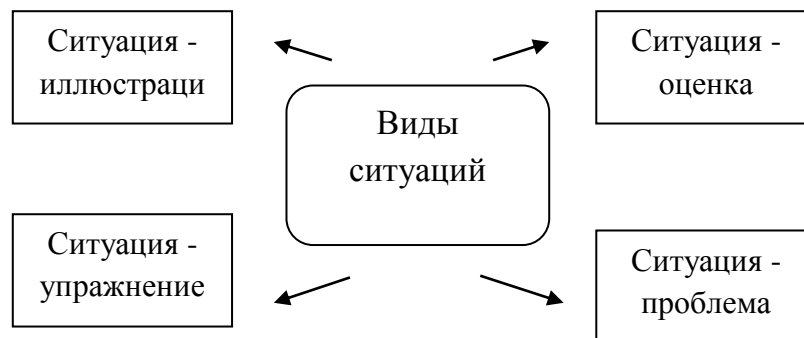 Ситуация -
иллюстраци
Ситуация -
оценка
Виды
ситуаций
Ситуация -
упражнение
Ситуация -
проблема